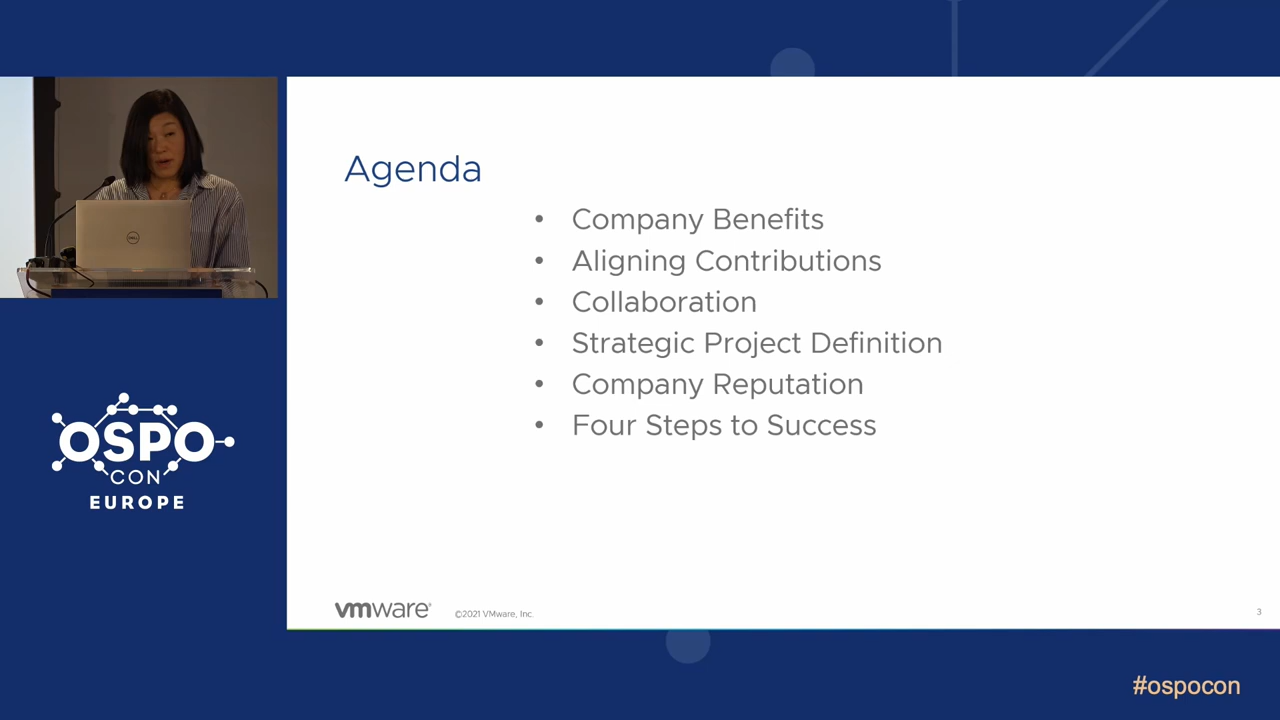 Agenda
• Company Benefits
• Aligning Contributions
• Collaboration
• Strategic Project Definition
• Company Reputation
• Four Steps to Success
OSPO
CON
EUROPE
vmware®
©2021 VMware, Inc.
3
#ospocon